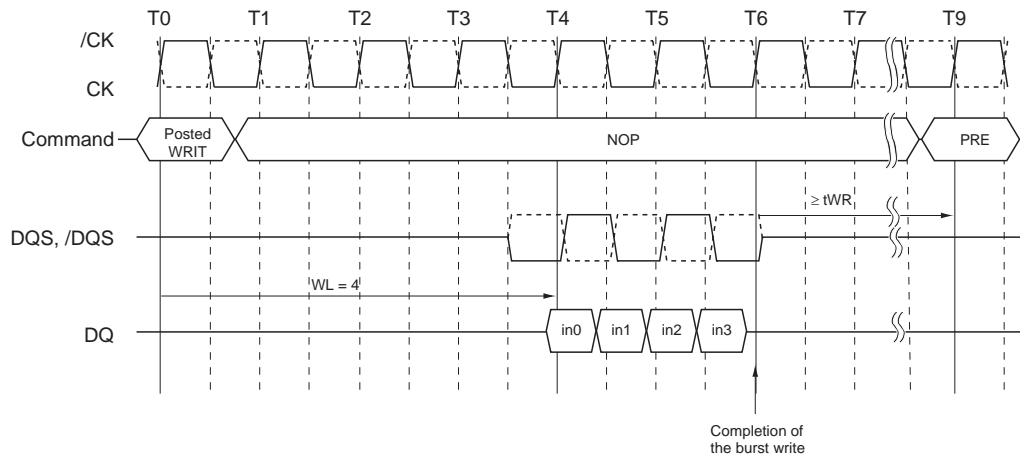 T0 T1 T2 T3 T4 T5 T6 T7 T9
/CK
CK
Command
Posted
WRIT
NOP
PRE
≥ tWR
DQS, /DQS
WL = 4
DQ
in0 in1 in2 in3
Completion of
the burst write